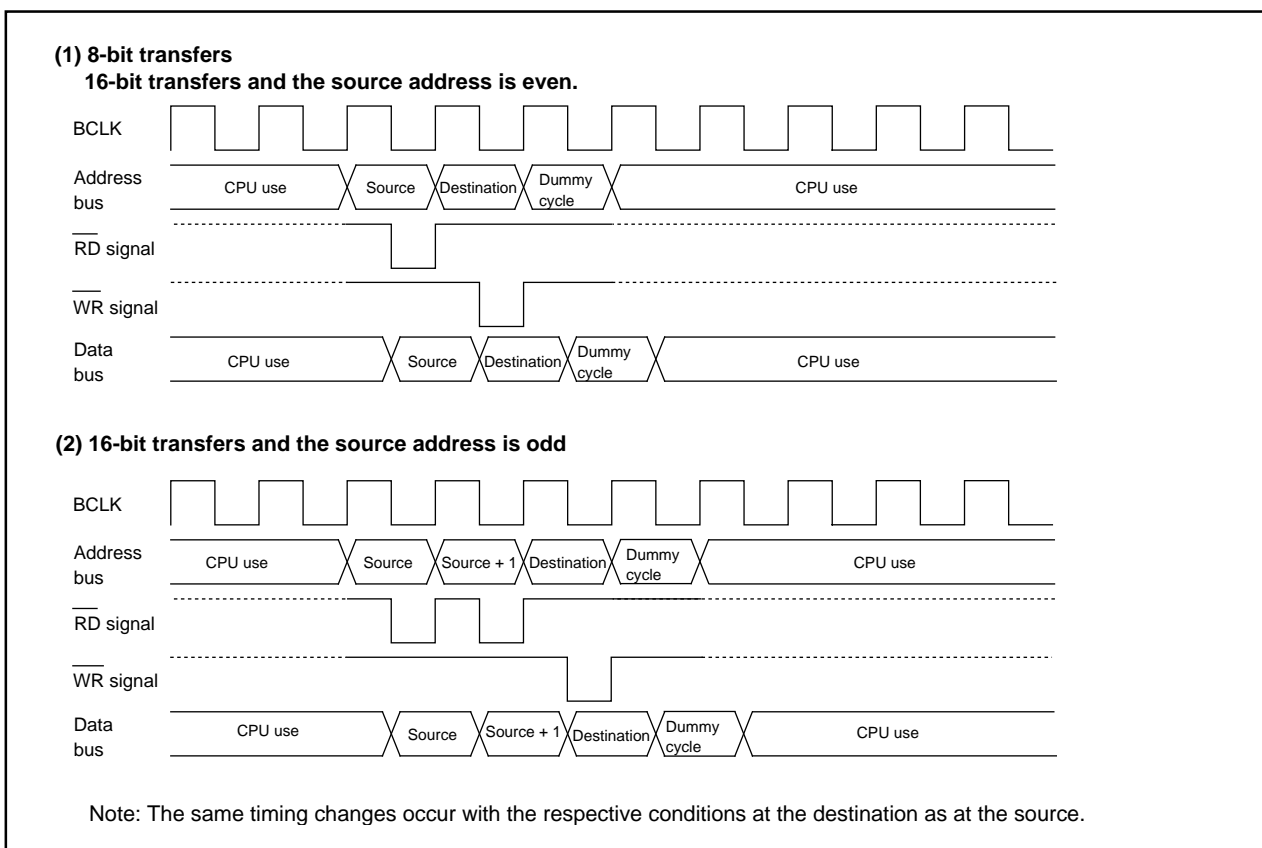 (1) 8-bit transfers
16-bit transfers and the source address is even.
BCLK
Address
bus
CPU use
Source
Destination
Dummy
cycle
CPU use
RD signal
WR signal
Data
bus
CPU use
Source
Destination
Dummy
cycle
CPU use
(2) 16-bit transfers and the source address is odd
BCLK
Address
bus
CPU use
Source
Source + 1
Destination
Dummy
cycle
CPU use
RD signal
WR signal
Data
bus
CPU use
Source
Source + 1
Destination
Dummy
cycle
CPU use
Note: The same timing changes occur with the respective conditions at the destination as at the source.